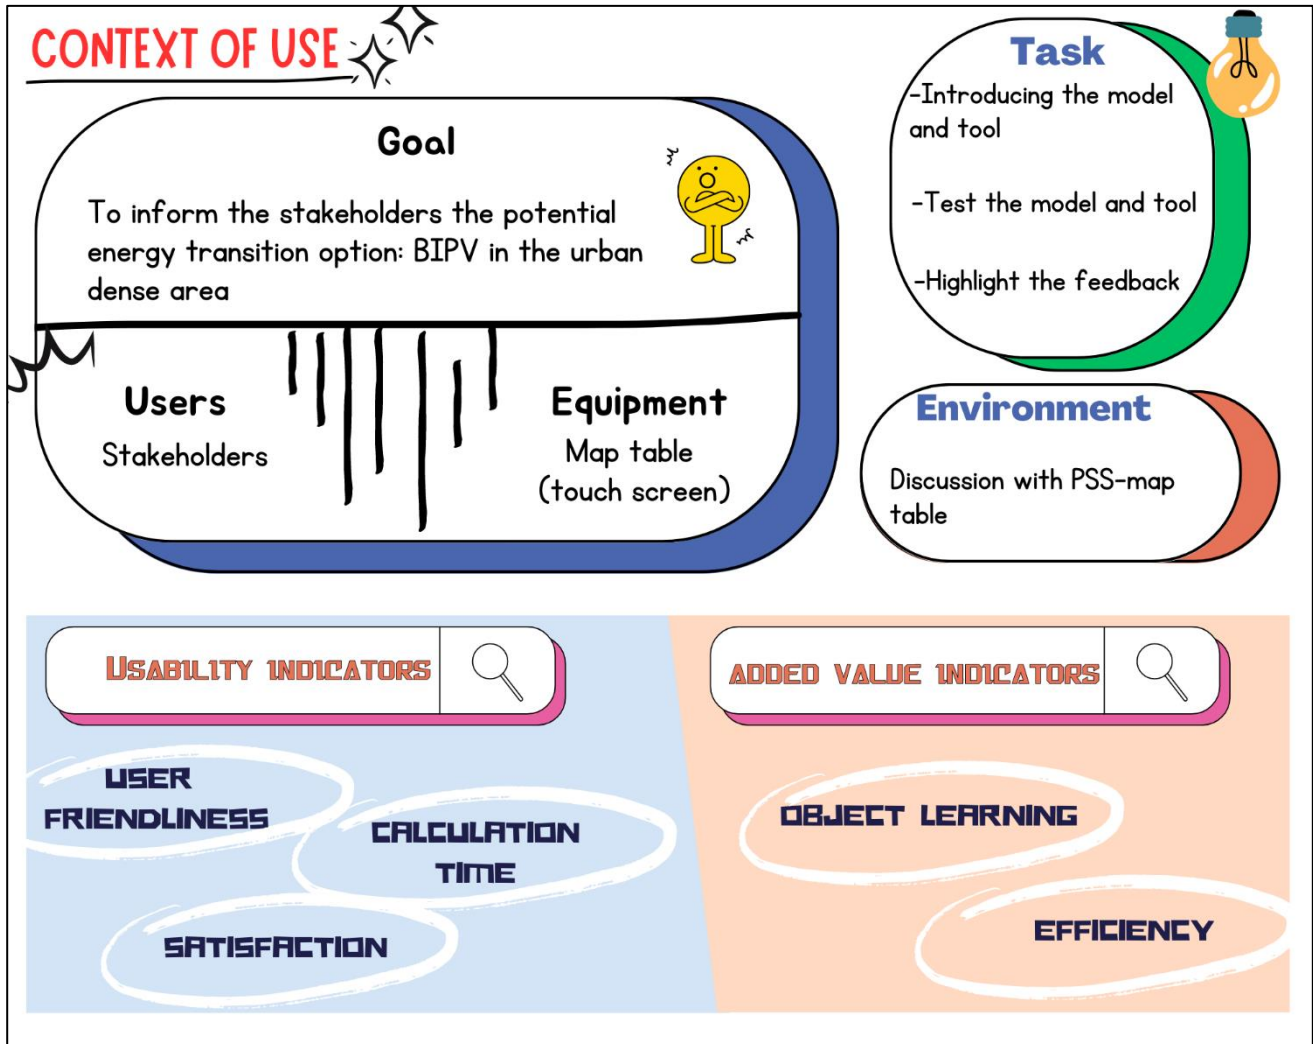 CONTEXT OF USE
Goal
To inform the stakeholders the potential
energy transition option: BIPV in the urban
dense area
Users
Stakeholders
Equipment
Map table
(touch screen)
Task
-Introducing the model
and tool
-Test the model and tool
-Highlight the feedback
Environment
Discussion with PSS-map
table
USABILITY INDICATORS
ADDED VALUE INDICATORS
USER
FRIENDLINESS
CALCULATION
TIME
SATISFACTION
OBJECT LEARNING
EFFICIENCY